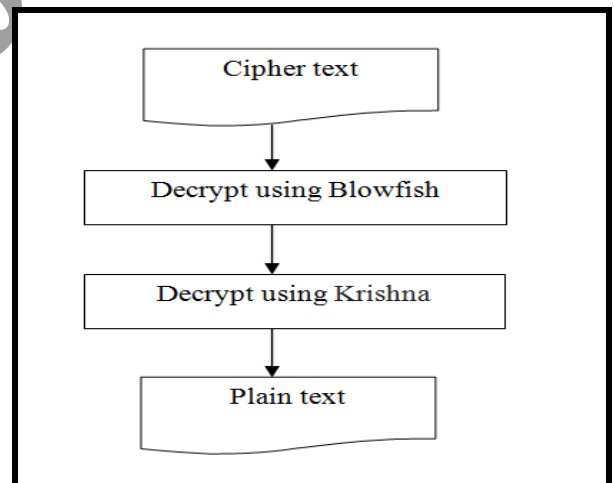 Cipher text
Decrypt using Blowfish
Decrypt using Krishna
Plain text